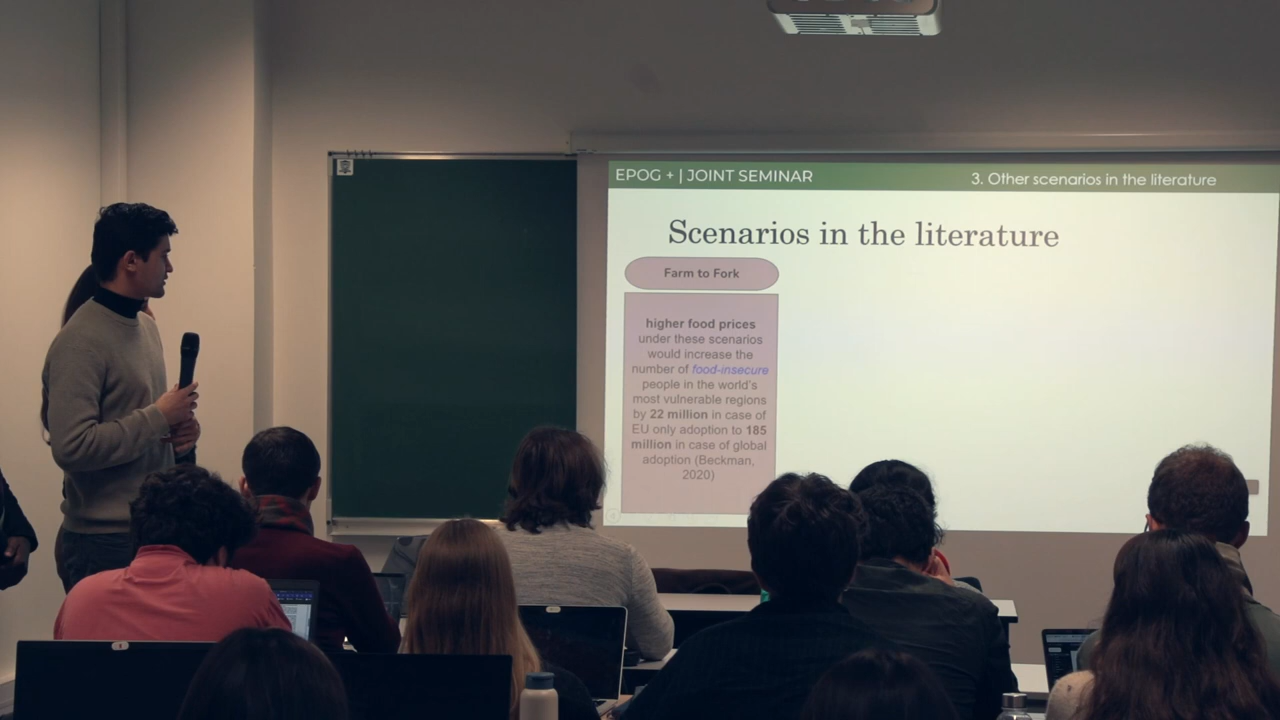 EPOG + | JOINT SEMINAR
3. Other scenarios in the literature
Scenarios in the literature
Farm to Fork
higher food prices
under these scenarios
would increase the
number of food-insecure
people in the world's
most vulnerable regions
by 22 million in case of
EU only adoption to 185
million in case of global
adoption (Beckman,
2020)